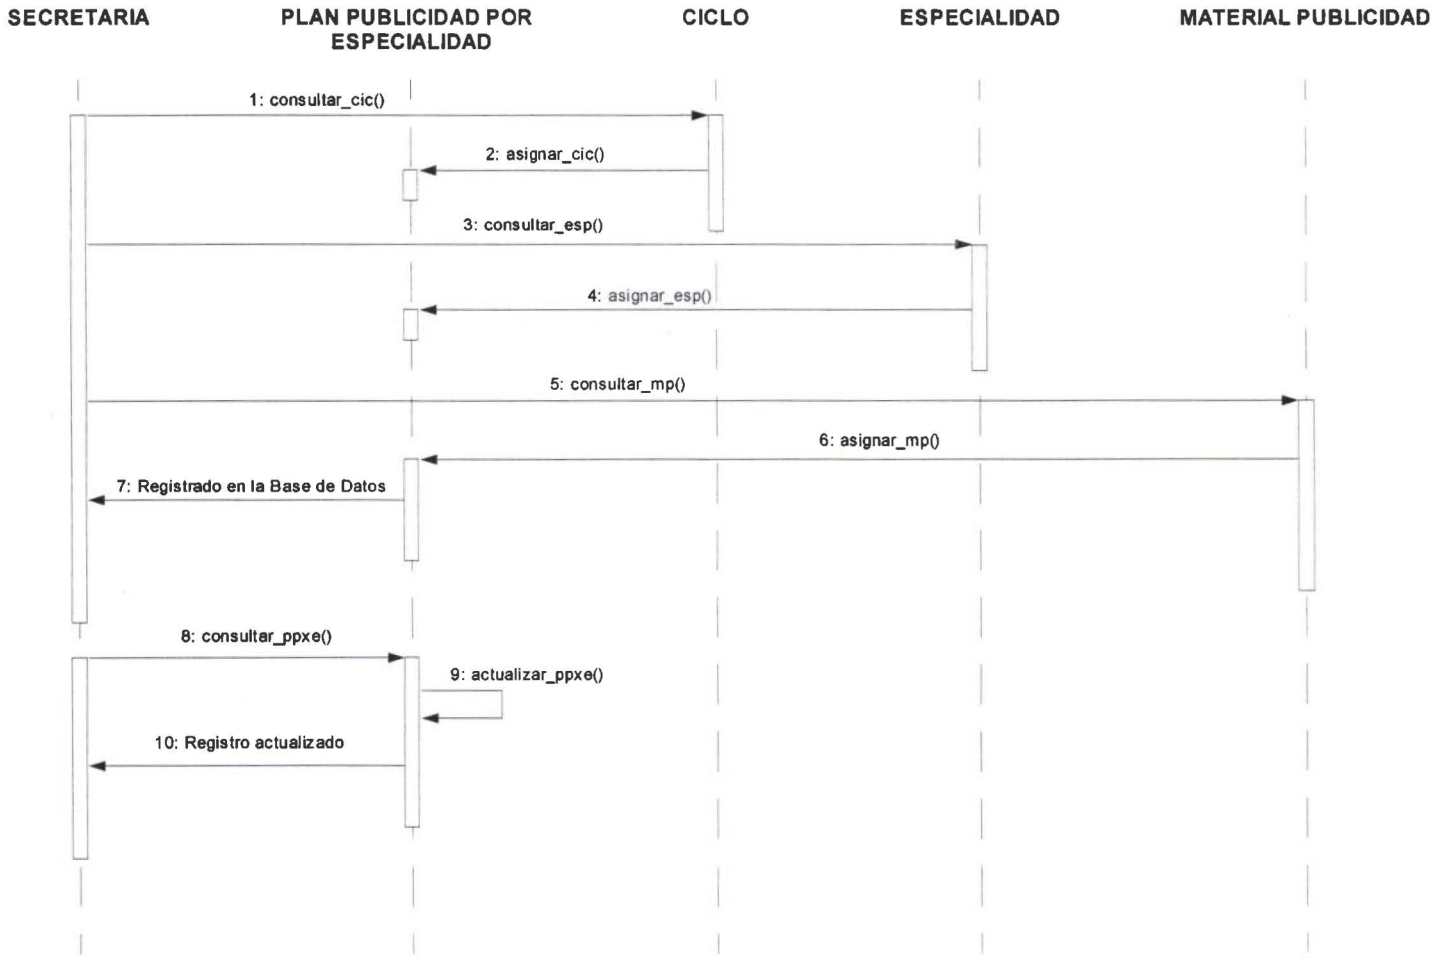 SECRETARIA
PLAN PUBLICIDAD POR
ESPECIALIDAD
CICLO
ESPECIALIDAD
MATERIAL PUBLICIDAD
1: consultar_cic()
2: asignar_cic()
3: consultar_esp()
4: asignar_esp()
5: consultar_mp()
6: asignar_mp()
7: Registrado en la Base de Datos
8: consultar_ppxe()
9: actualizar_ppxe()
10: Registro actualizado